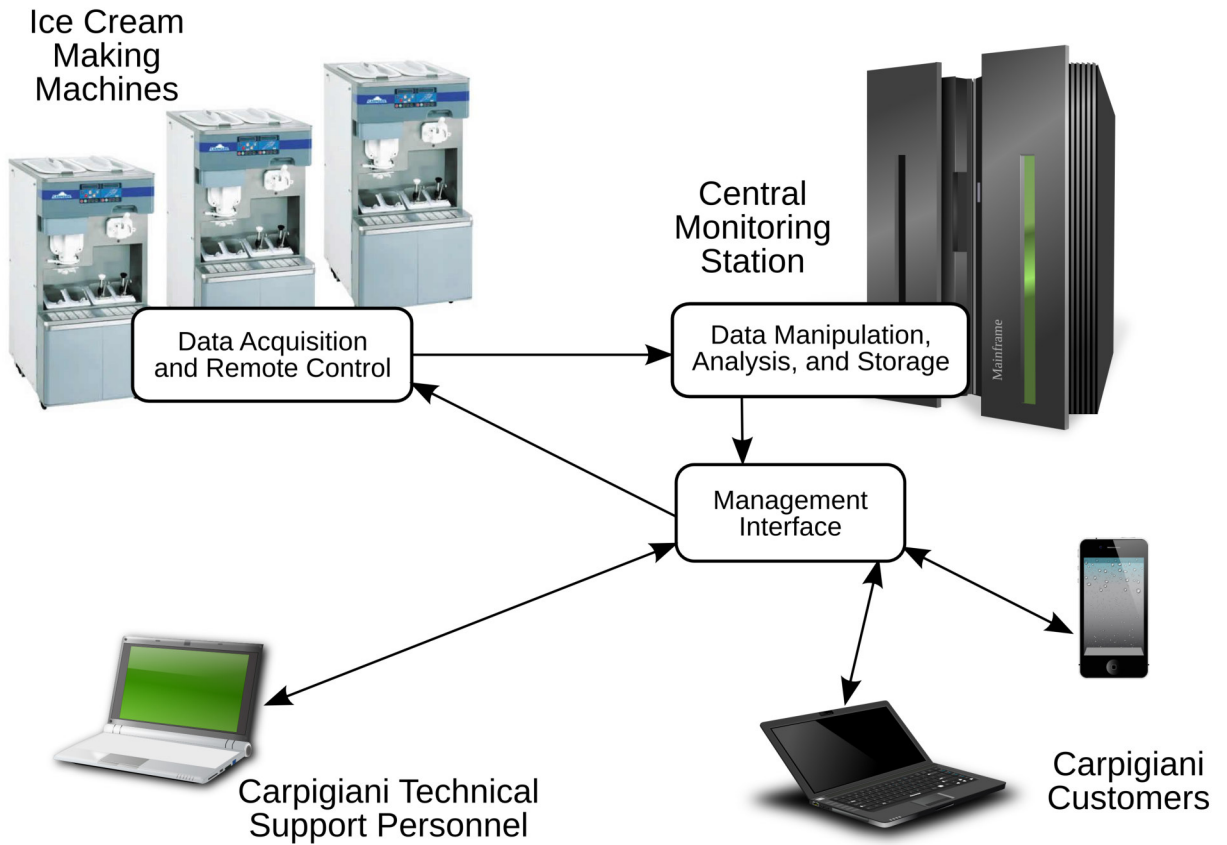 Ice Cream
Making
Machines
Central
Monitoring
Station
Data Acquisition
and Remote Control
Data Manipulation,
Analysis, and Storage
Mainframe
Management
Interface
Carpigiani Technical
Support Personnel
Carpigiani
Customers